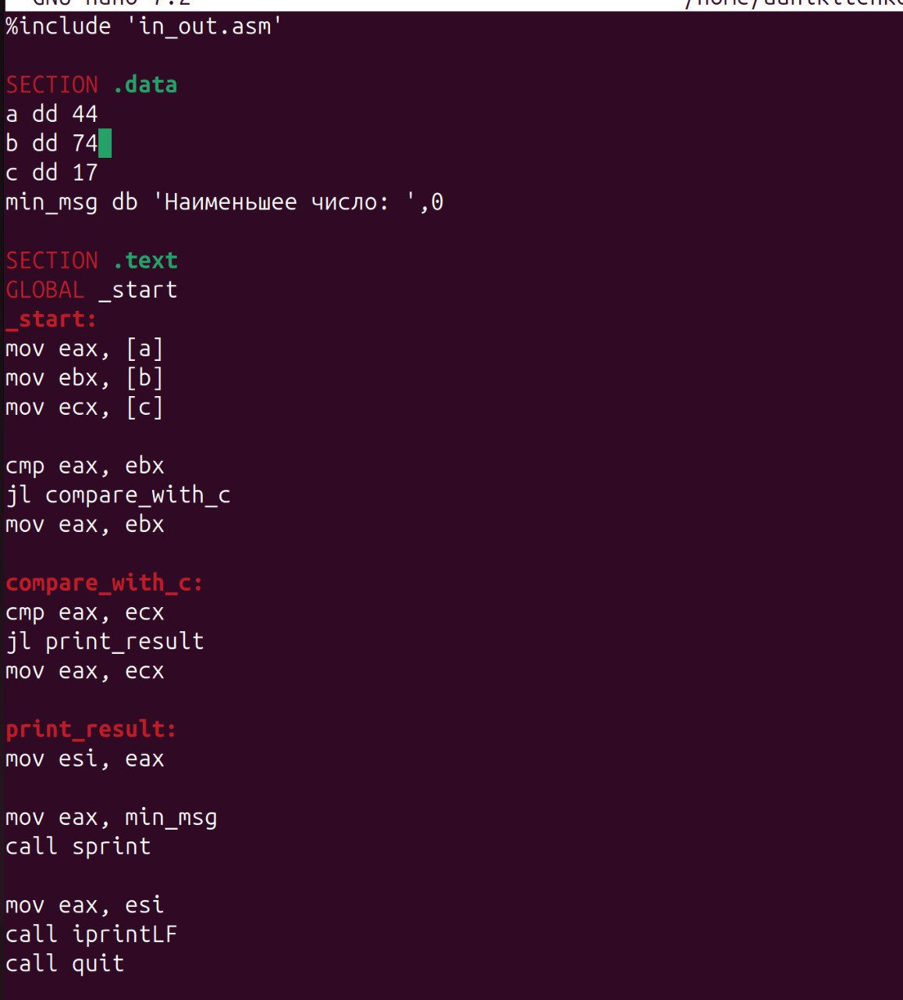 GNU nano 7.2
%include 'in_out.asm'
SECTION .data
a dd 44
b dd 74
c dd 17
min_msg db 'Наименьшее число: ',0
SECTION .text
GLOBAL _start
_start:
mov eax, [a]
mov ebx, [b]
mov ecx, [c]
cmp eax, ebx
jl compare_with_c
mov eax, ebx
compare_with_c:
cmp eax, ecx
jl print_result
mov eax, ecx
print_result:
mov esi, eax
mov eax, min_msg
call sprint
mov eax, esi
call iprintLF
call quit